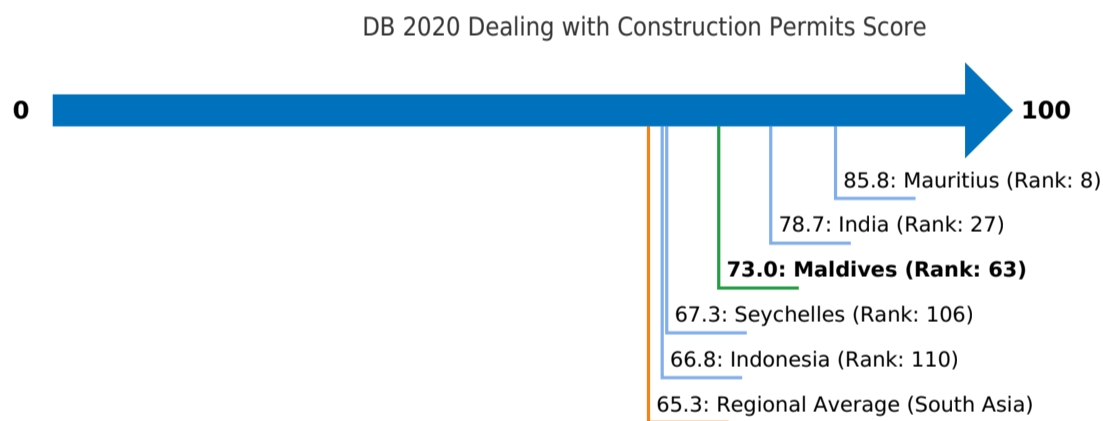 DB 2020 Dealing with Construction Permits Score
0
100
85.8: Mauritius (Rank: 8)
78.7: India (Rank: 27)
73.0: Maldives (Rank: 63)
67.3: Seychelles (Rank: 106)
66.8: Indonesia (Rank: 110)
65.3: Regional Average (South Asia)